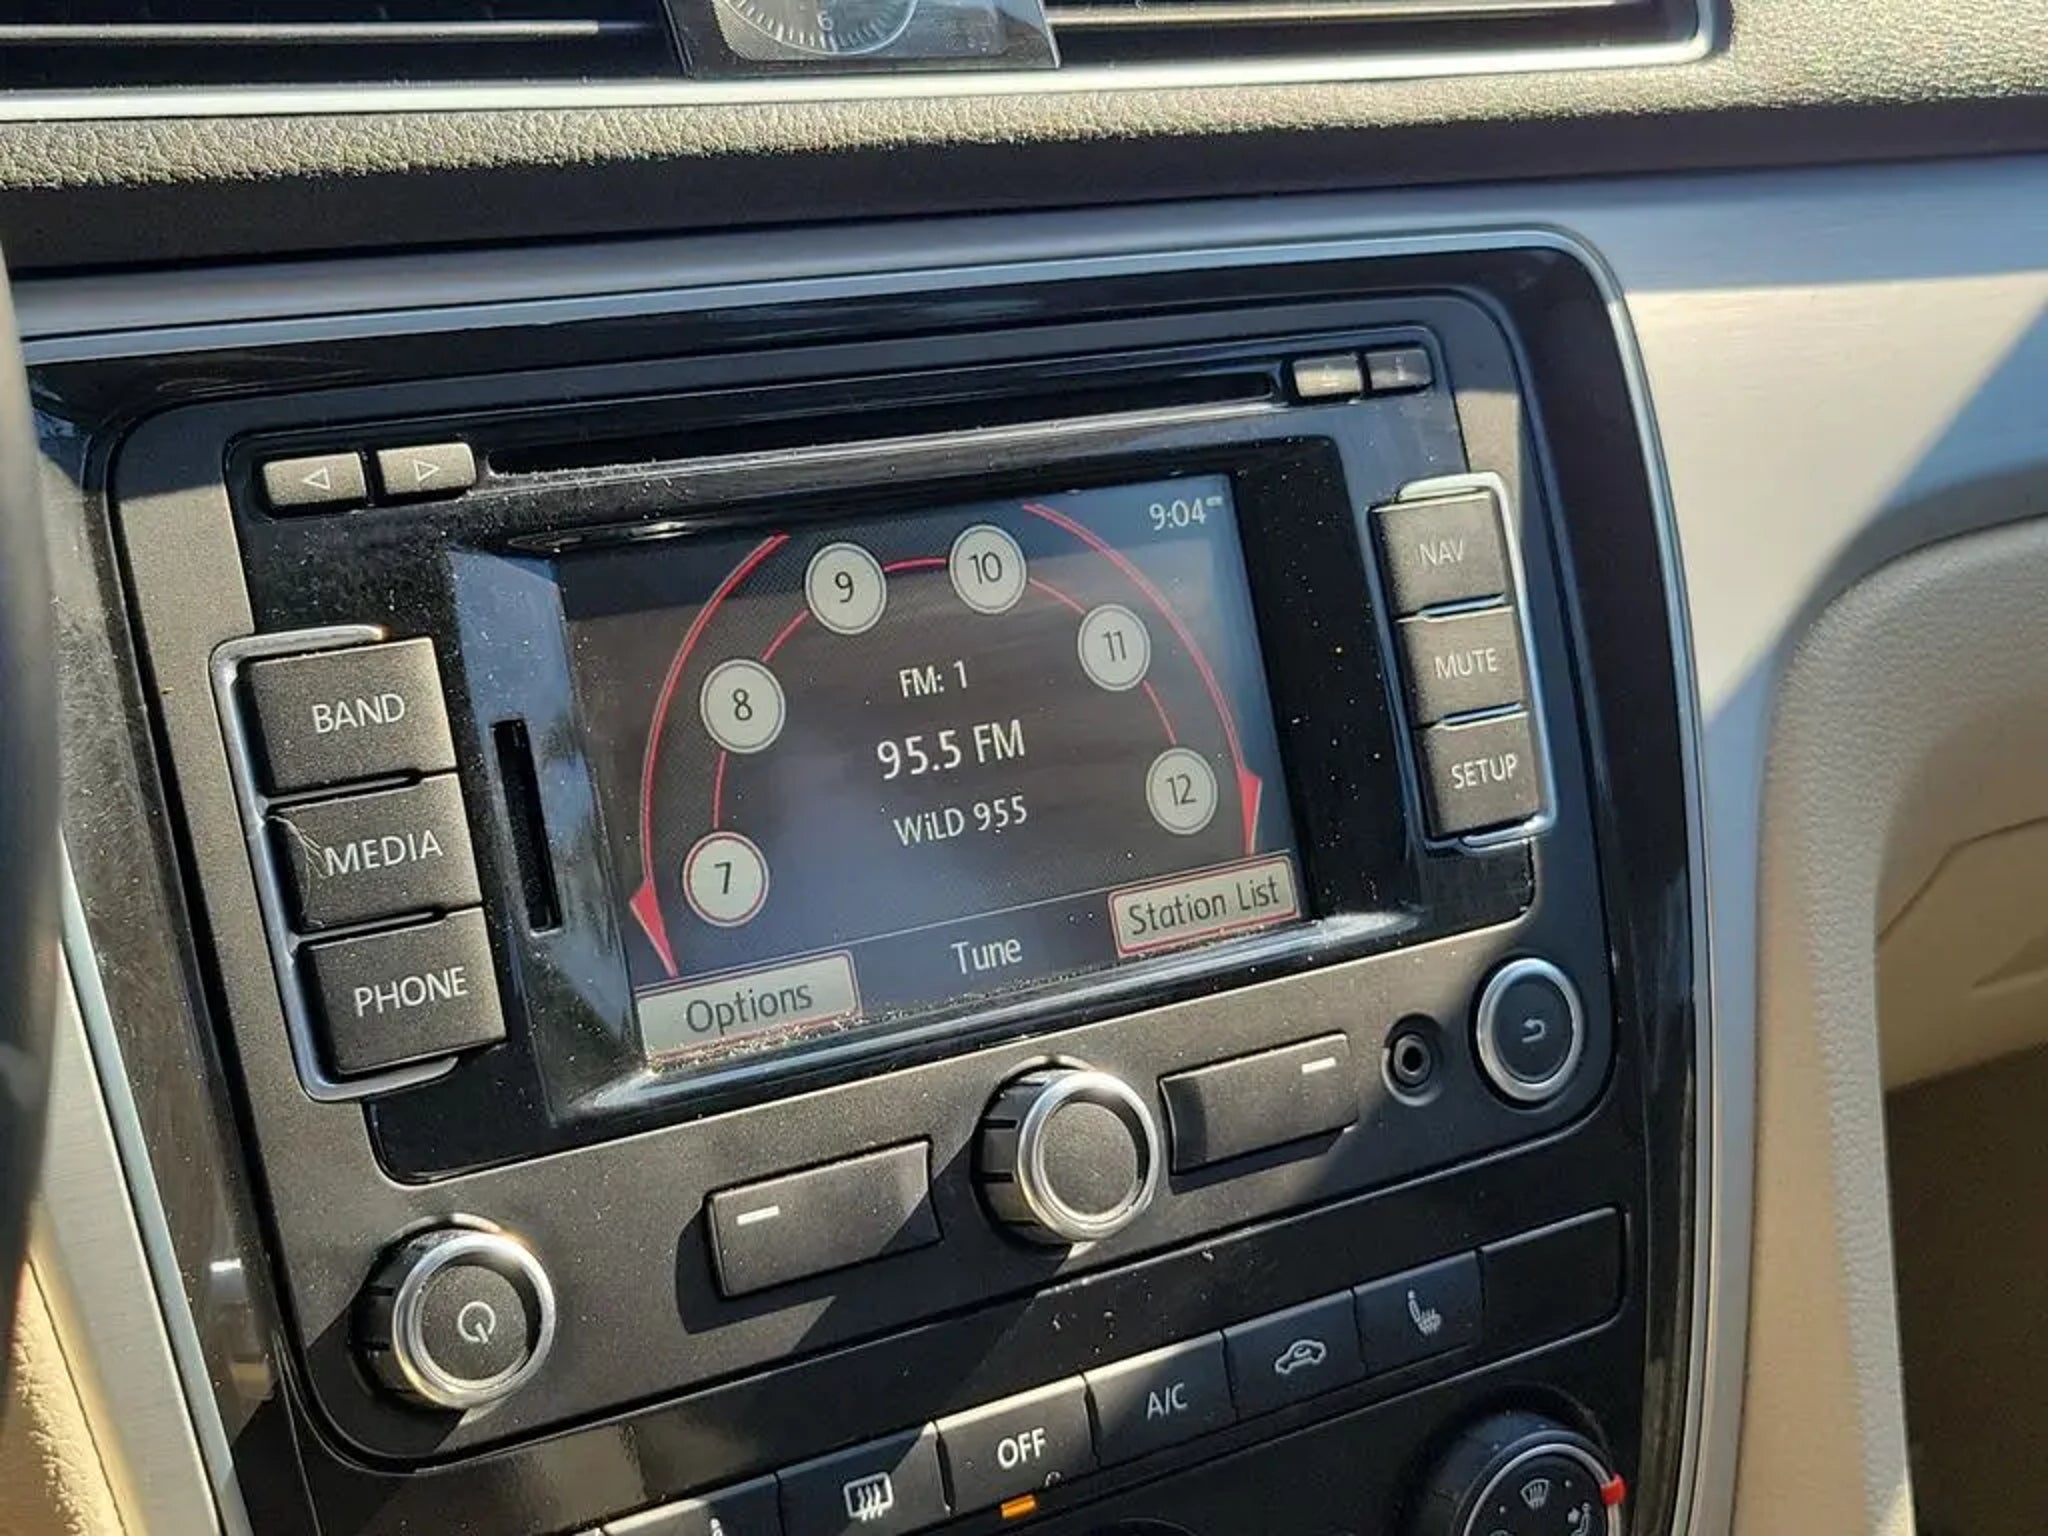 6
9:04
9
10
8
11
FM: 1
95.5 FM
WiLD 955
7
12
Options
Tune
Station List
BAND
MEDIA
PHONE
NAV
MUTE
SETUP
OFF
A/C